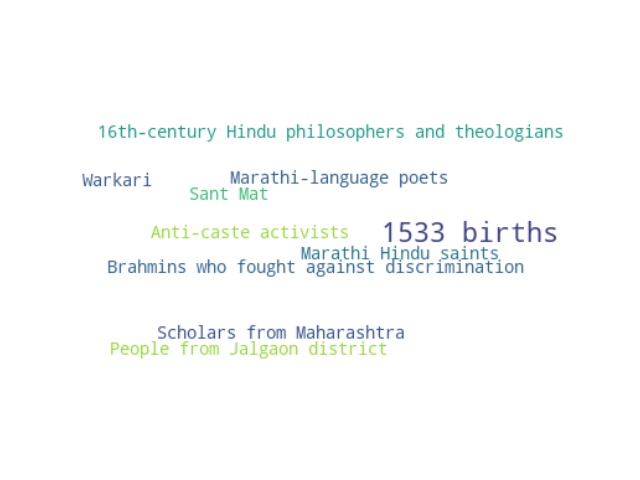 16th-century Hindu philosophers and theologians
Warkari
Marathi-language poets
Sant Mat
Anti-caste activists
1533 births
Marathi Hindu saints
Brahmins who fought against discrimination
Scholars from Maharashtra
People from Jalgaon district